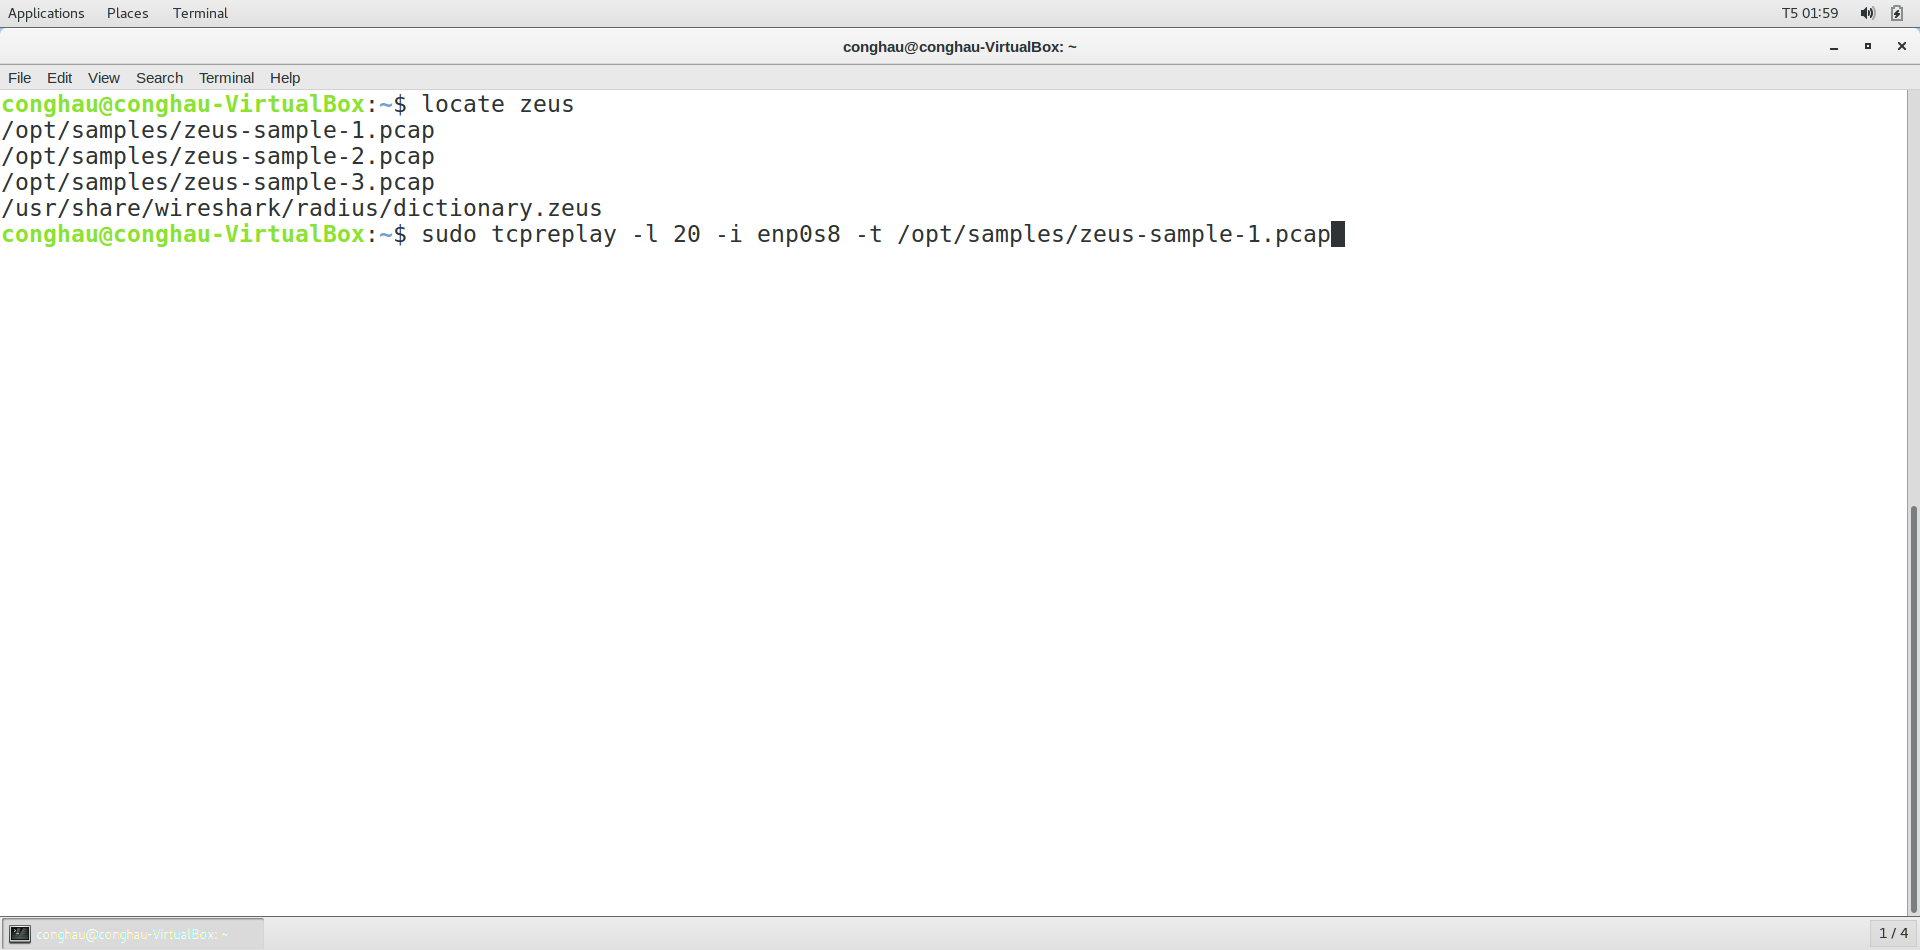 Applications Places Terminal T5 01:59
conghau@conghau-VirtualBox: ~
File Edit View Search Terminal Help
conghau@conghau-VirtualBox:~$ locate zeus
/opt/samples/zeus-sample-1.pcap
/opt/samples/zeus-sample-2.pcap
/opt/samples/zeus-sample-3.pcap
/usr/share/wireshark/radius/dictionary.zeus
conghau@conghau-VirtualBox:~$ sudo tcpreplay -l 20 -i enp0s8 -t /opt/samples/zeus-sample-1.pcap
conghau@conghau-VirtualBox: ~ 1 / 4